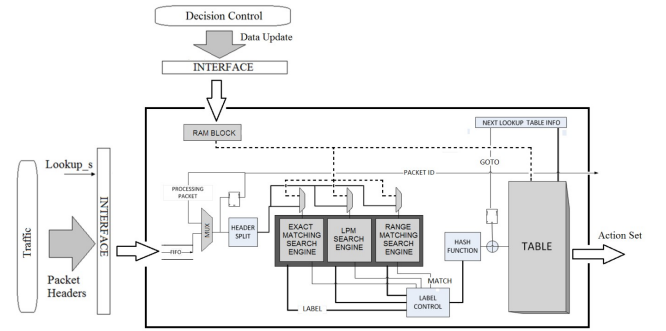 Decision Control
Data Update
INTERFACE
RAM BLOCK
NEXT LOOKUP TABLE INFO
GOTO
PACKET ID
Lookup_s
PROCESSING
PACKET
Traffic
INTERFACE
Packet
Headers
FIFO
MUX
HEADER
SPLIT
EXACT
MATCHING
SEARCH
ENGINE
LPM
SEARCH
ENGINE
RANGE
MATCHING
SEARCH
ENGINE
HASH
FUNCTION
TABLE
Action Set
MATCH
LABEL
CONTROL
LABEL